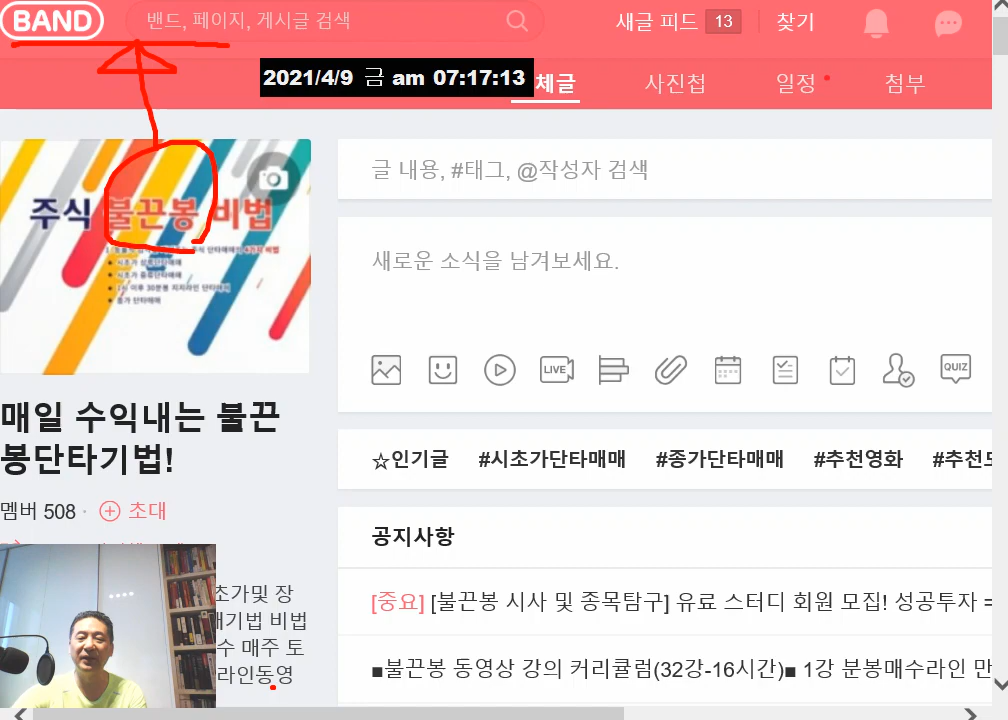 BAND
밴드, 페이지, 게시글 검색
새글 피드 13 찾기
2021/4/9 금 am 07:17:13
체글 사진첩 일정 첨부
글 내용, #태그, @작성자 검색
주식 불끈봉 비법
새로운 소식을 남겨보세요.
LIVE
QUIZ
매일 수익내는 불끈
봉단타기법!
멤버 508 · 초대
☆인기글 #시초가단타매매 #종가단타매매 #추천영화 #추천
공지사항
[중요] [불끈봉 시사 및 종목탐구] 유료 스터디 회원 모집! 성공투자 =
■불끈봉 동영상 강의 커리큘럼(32강-16시간)■ 1강 분봉매수라인 만
초가및 장
매기법 비법
수 매주 토
라인동영